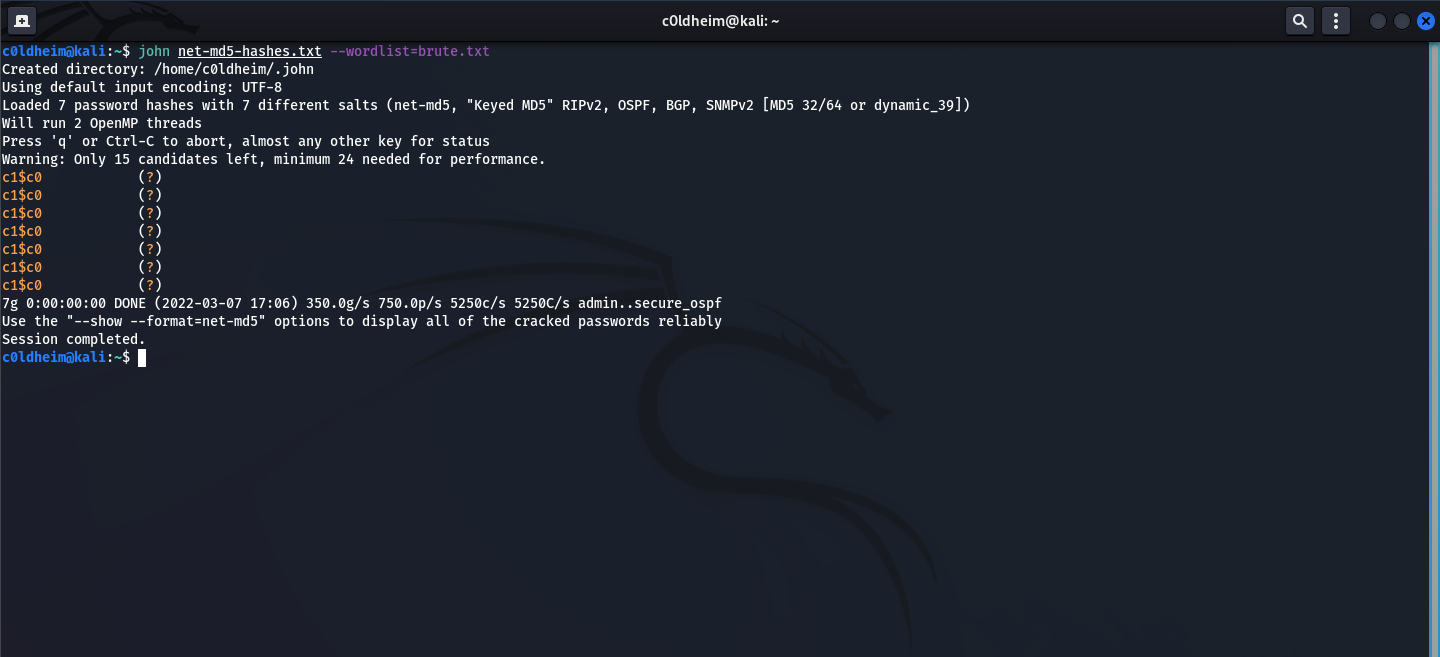 c0ldheim@kali: ~
c0ldheim@kali:~$ john net-md5-hashes.txt --wordlist=brute.txt
Created directory: /home/c0ldheim/.john
Using default input encoding: UTF-8
Loaded 7 password hashes with 7 different salts (net-md5, "Keyed MD5" RIPv2, OSPF, BGP, SNMPv2 [MD5 32/64 or dynamic_39])
Will run 2 OpenMP threads
Press 'q' or Ctrl-C to abort, almost any other key for status
Warning: Only 15 candidates left, minimum 24 needed for performance.
c1$c0            (?)
c1$c0            (?)
c1$c0            (?)
c1$c0            (?)
c1$c0            (?)
c1$c0            (?)
c1$c0            (?)
7g 0:00:00:00 DONE (2022-03-07 17:06) 350.0g/s 750.0p/s 5250c/s 5250C/s admin..secure_ospf
Use the "--show --format=net-md5" options to display all of the cracked passwords reliably
Session completed.
c0ldheim@kali:~$